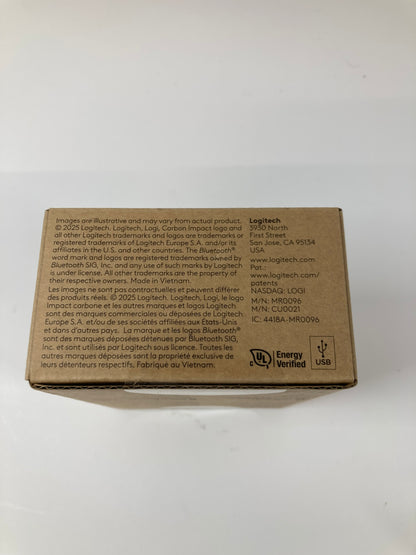 Images are illustrative and may vary from actual product.
© 2025 Logitech. Logitech, Logi, Carbon Impact logo and
all other Logitech trademarks and logos are trademarks or
registered trademarks of Logitech Europe S.A. and/or its
affiliates in the U.S. and other countries. The Bluetooth®
word mark and logos are registered trademarks owned by
Bluetooth SIG, Inc. and any use of such marks by Logitech
is under license. All other trademarks are the property of
their respective owners. Made in Vietnam.
Les images ne sont pas contractuelles et peuvent différer
des produits réels. © 2025 Logitech. Logitech, Logi, le logo
Impact carbone et les autres marques et logos Logitech
sont des marques commerciales ou déposées de Logitech
Europe S.A. et/ou de ses sociétés affiliées aux États-Unis
et dans d'autres pays. La marque et les logos Bluetooth®
sont des marques déposées détenues par Bluetooth SIG,
Inc. et sont utilisés par Logitech sous licence. Toutes les
autres marques déposées sont la propriété exclusive de
leurs détenteurs respectifs. Fabriqué au Vietnam.
Logitech
3930 North
First Street
San Jose, CA 95134
USA
www.logitech.com
Pat.:
www.logitech.com/
patents
NASDAQ: LOGI
M/N: MR0096
M/N: CU0021
IC: 4418A-MR0096
C UL Energy
Verified
USB